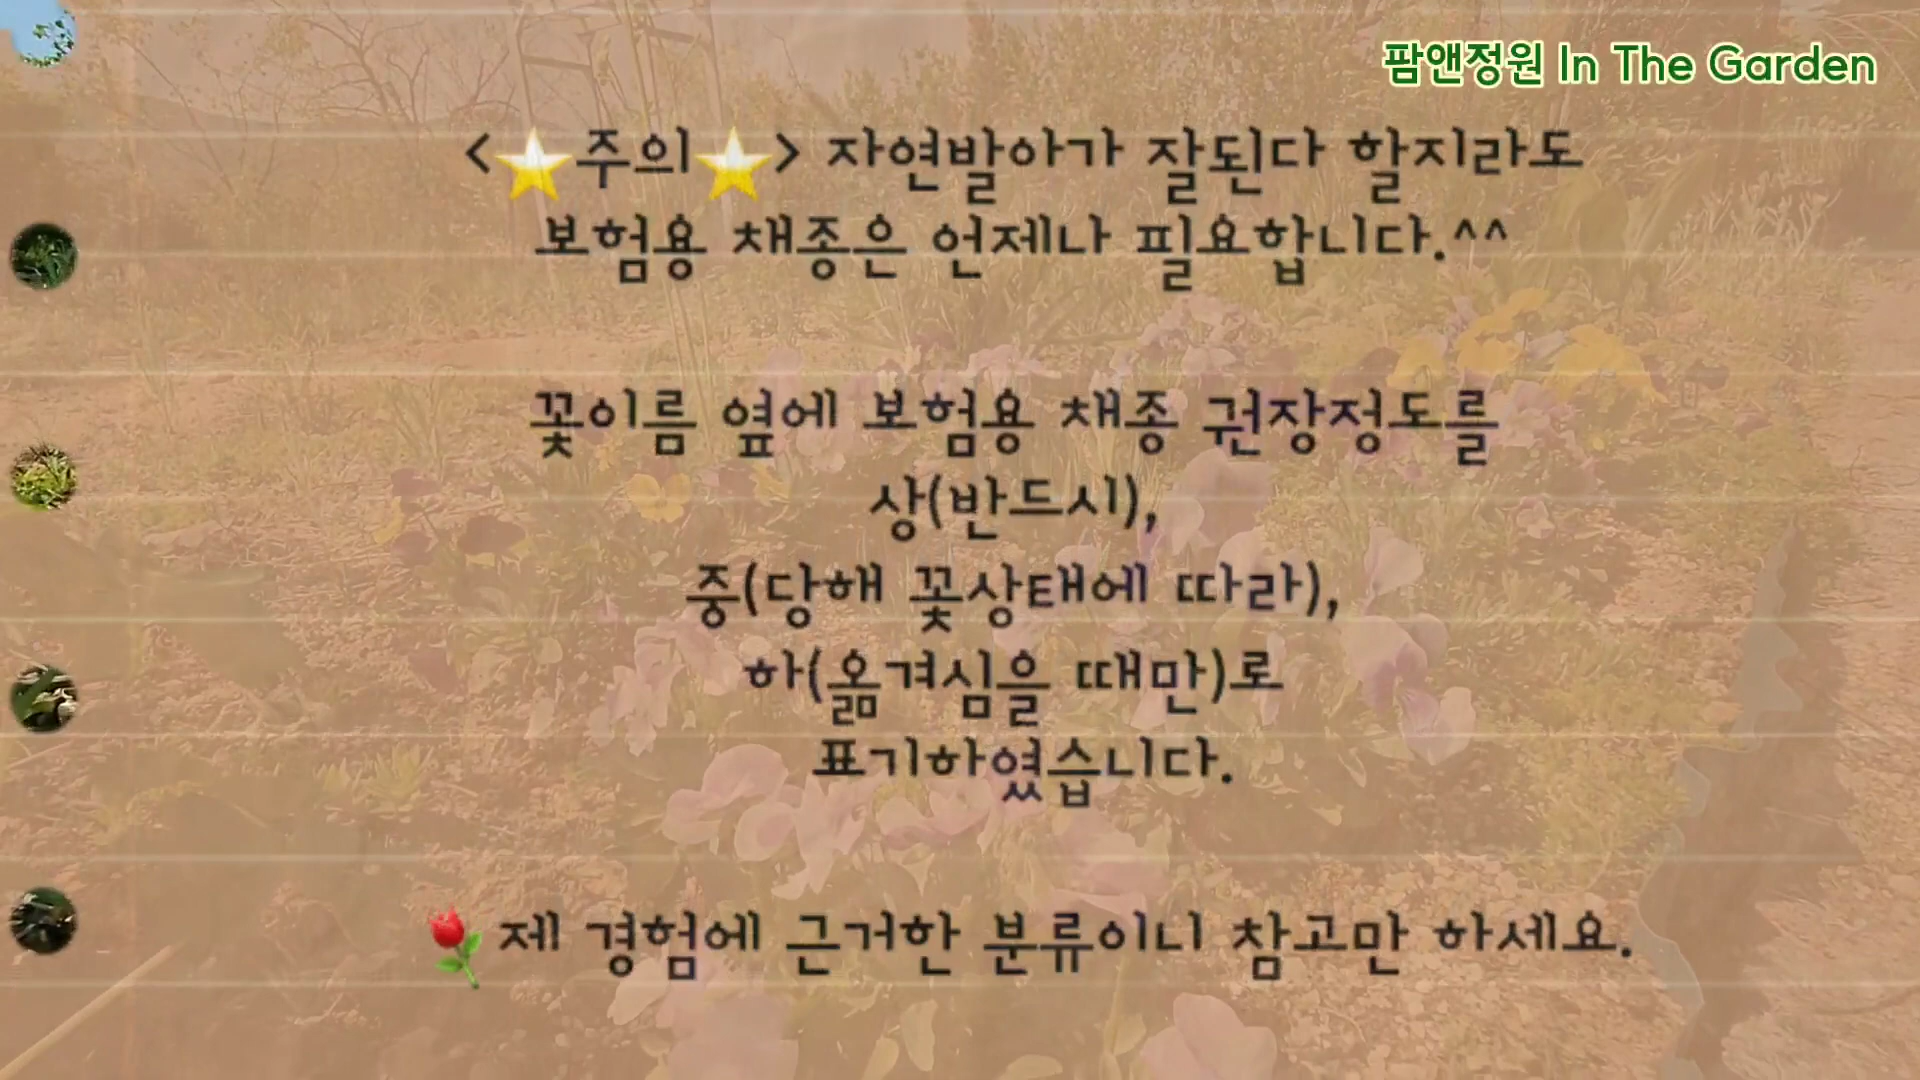 팜앤정원 In The Garden
<⭐주의⭐> 자연발아가 잘된다 할지라도
보험용 채종은 언제나 필요합니다.^^
꽃이름 옆에 보험용 채종 권장정도를
상(반드시),
중(당해 꽃상태에 따라),
하(옮겨심을 때만)로
표기하였습니다.
🌹제 경험에 근거한 분류이니 참고만 하세요.